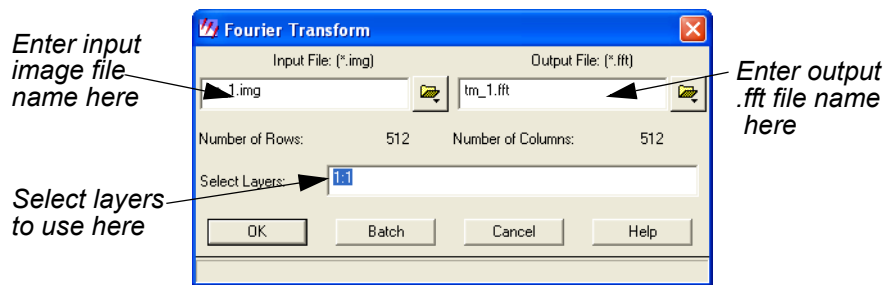 Fourier Transform
Enter input
image file
name here
Input File: (*.img)
Output File: (*.fft)
_1.img
tm_1.fft
Enter output
.fft file name
here
Number of Rows: 512 Number of Columns: 512
Select Layers: 1:1
Select layers
to use here
OK Batch Cancel Help